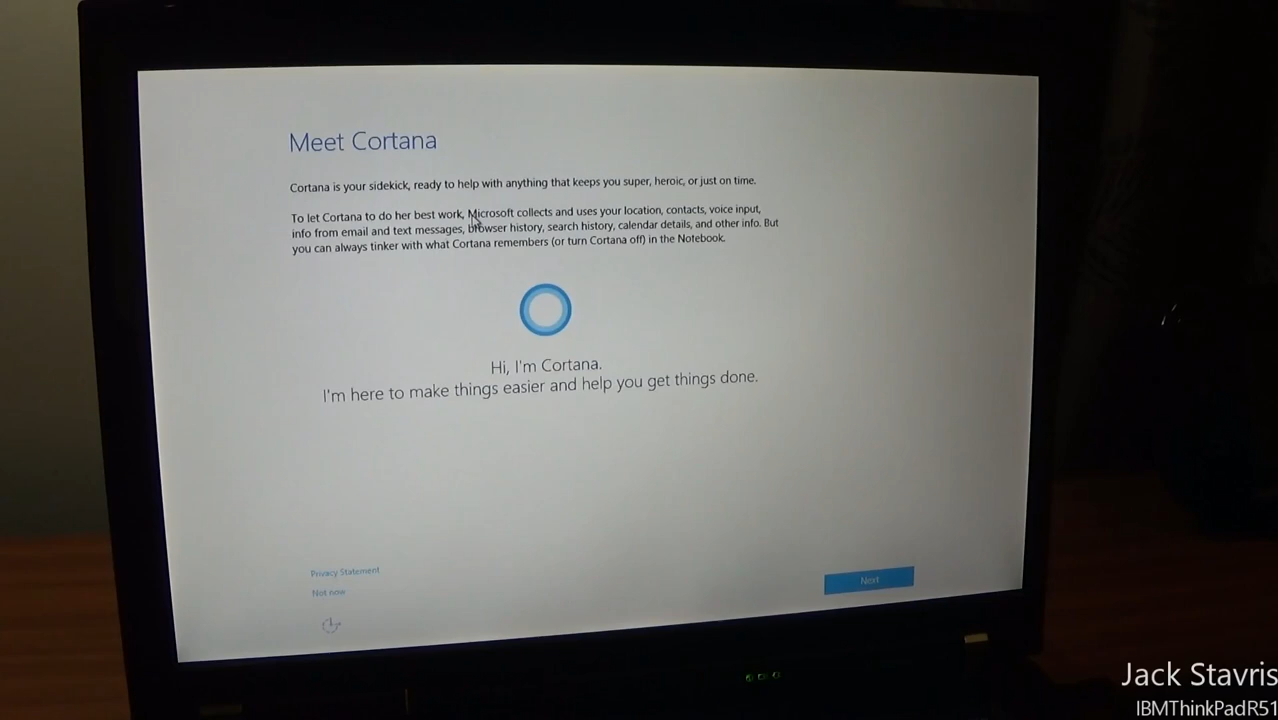 Meet Cortana
Cortana is your sidekick, ready to help with anything that keeps you super, heroic, or just on time.
To let Cortana to do her best work, Microsoft collects and uses your location, contacts, voice input,
info from email and text messages, browser history, search history, calendar details, and other info. But
you can always tinker with what Cortana remembers (or turn Cortana off) in the Notebook.
Hi, I'm Cortana.
I'm here to make things easier and help you get things done.
Privacy Statement
Not now
Next
Jack Stavris
IBMThinkPadR51